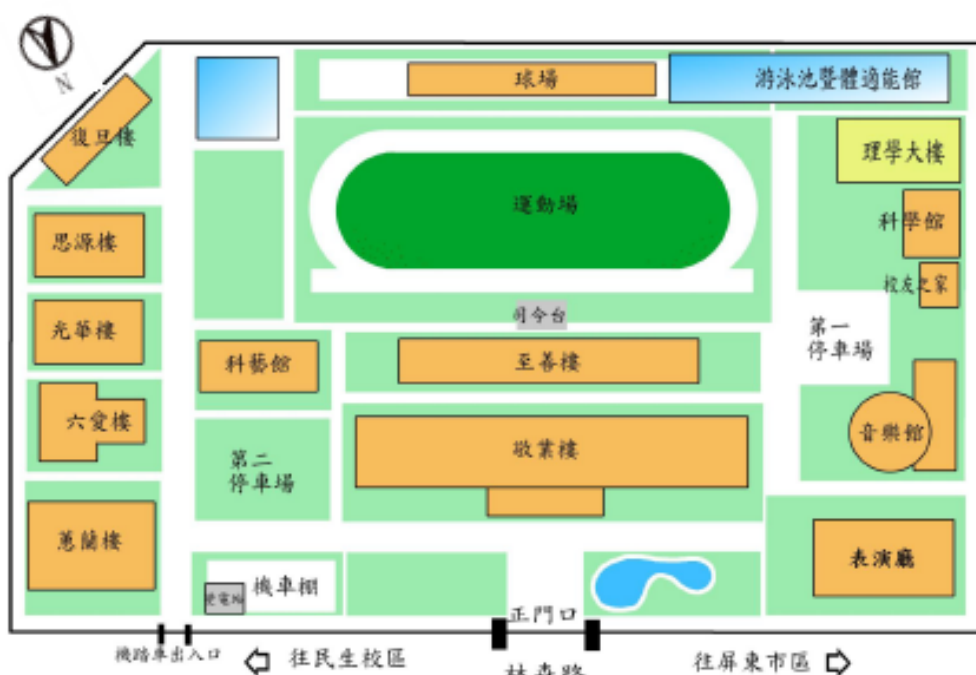 N
復旦樓
球場
游泳池暨體適能館
理學大樓
運動場
科學館
思源樓
校友之家
司令台
光華樓
第一
停車場
科藝館
至善樓
六愛樓
音樂館
敬業樓
第二
停車場
蕙蘭樓
表演廳
機車棚
變電站
正門口
機踏車出入口
往民生校區
林森路
往屏東市區